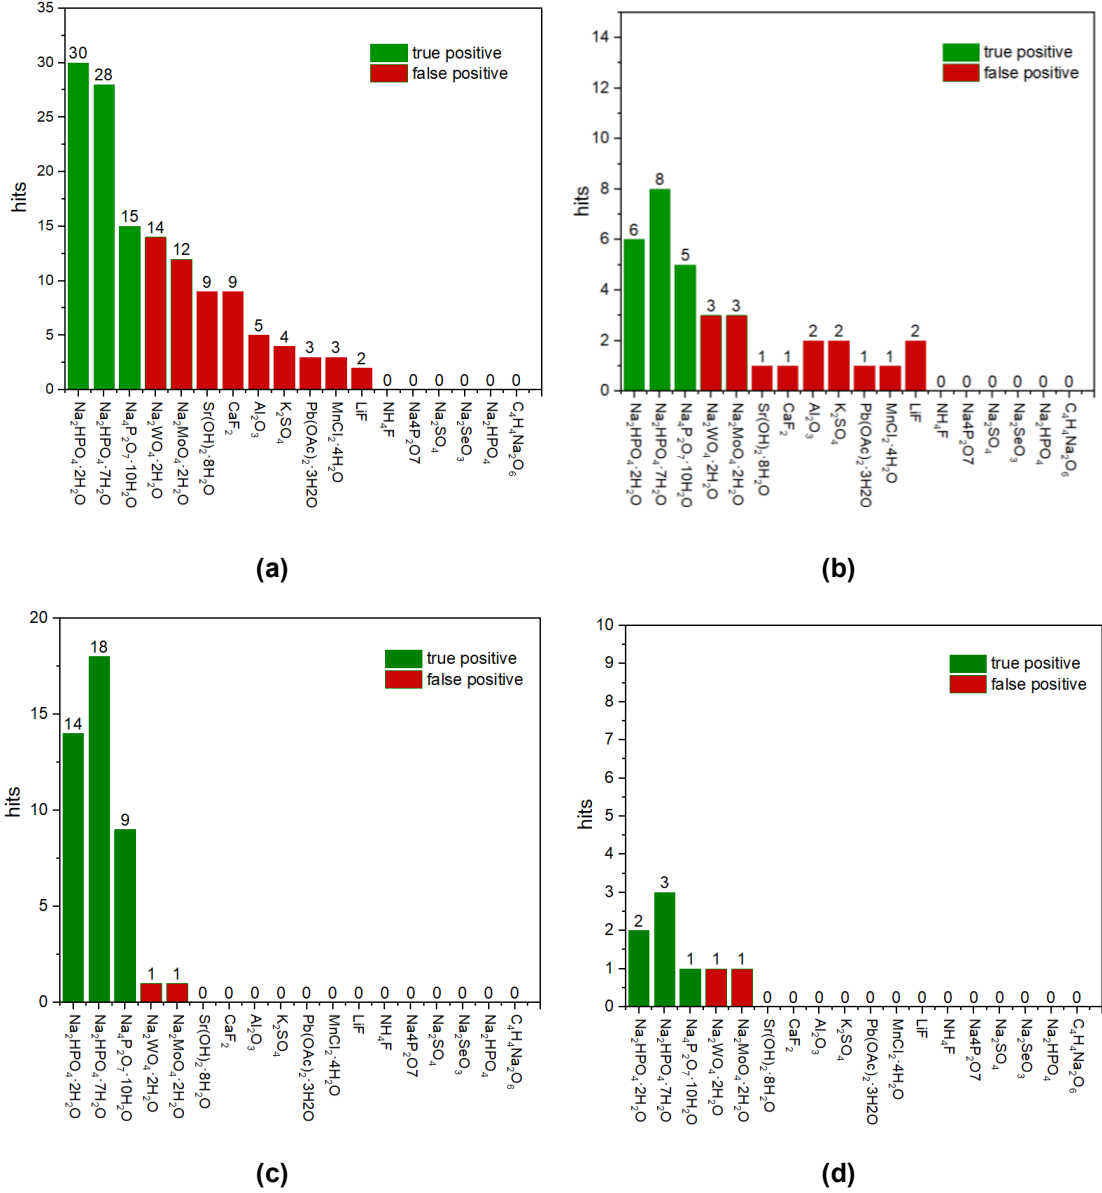 35
30
25
20
15
10
5
0
hits
30
28
15
14
12
9
9
5
4
3
3
2
0
0
0
0
0
0
true positive
false positive
Na₂HPO₄·2H₂O
Na₂HPO₄·7H₂O
Na₄P₂O₇·10H₂O
Na₂WO₄·2H₂O
Na₂MoO₄·2H₂O
Sr(OH)₂·8H₂O
CaF₂
Al₂O₃
K₂SO₄
Pb(OAc)₂·3H2O
MnCl₂·4H₂O
LiF
NH₄F
Na4P₂O7
Na₂SO₄
Na₂SeO₃
Na₂HPO₄
C₄H₄Na₂O₆
(a)
14
12
10
8
6
4
2
0
hits
6
8
5
3
3
1
1
2
2
1
1
2
0
0
0
0
0
0
true positive
false positive
Na₂HPO₄·2H₂O
Na₂HPO₄·7H₂O
Na₄P₂O₇·10H₂O
Na₂WO₄·2H₂O
Na₂MoO₄·2H₂O
Sr(OH)₂·8H₂O
CaF₂
Al₂O₃
K₂SO₄
Pb(OAc)₂·3H2O
MnCl₂·4H₂O
LiF
NH₄F
Na4P₂O7
Na₂SO₄
Na₂SeO₃
Na₂HPO₄
C₄H₄Na₂O₆
(b)
20
15
10
5
0
hits
14
18
9
1
1
0
0
0
0
0
0
0
0
0
0
0
0
0
true positive
false positive
Na₂HPO₄·2H₂O
Na₂HPO₄·7H₂O
Na₄P₂O₇·10H₂O
Na₂WO₄·2H₂O
Na₂MoO₄·2H₂O
Sr(OH)₂·8H₂O
CaF₂
Al₂O₃
K₂SO₄
Pb(OAc)₂·3H2O
MnCl₂·4H₂O
LiF
NH₄F
Na4P₂O7
Na₂SO₄
Na₂SeO₃
Na₂HPO₄
C₄H₄Na₂O₆
(c)
10
9
8
7
6
5
4
3
2
1
0
hits
2
3
1
1
1
0
0
0
0
0
0
0
0
0
0
0
0
0
true positive
false positive
Na₂HPO₄·2H₂O
Na₂HPO₄·7H₂O
Na₄P₂O₇·10H₂O
Na₂WO₄·2H₂O
Na₂MoO₄·2H₂O
Sr(OH)₂·8H₂O
CaF₂
Al₂O₃
K₂SO₄
Pb(OAc)₂·3H2O
MnCl₂·4H₂O
LiF
NH₄F
Na4P₂O7
Na₂SO₄
Na₂SeO₃
Na₂HPO₄
C₄H₄Na₂O₆
(d)